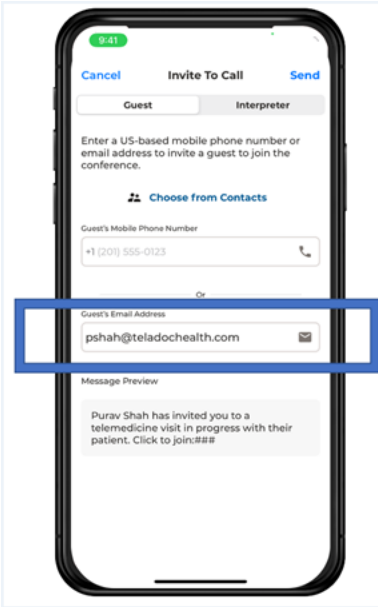 9:41
Cancel Invite To Call Send
Guest Interpreter
Enter a US-based mobile phone number or
email address to invite a guest to join the
conference.
Choose from Contacts
Guest's Mobile Phone Number
+1 (201) 555-0123
Or
Guest's Email Address
pshah@teladochealth.com
Message Preview
Purav Shah has invited you to a
telemedicine visit in progress with their
patient. Click to join:###